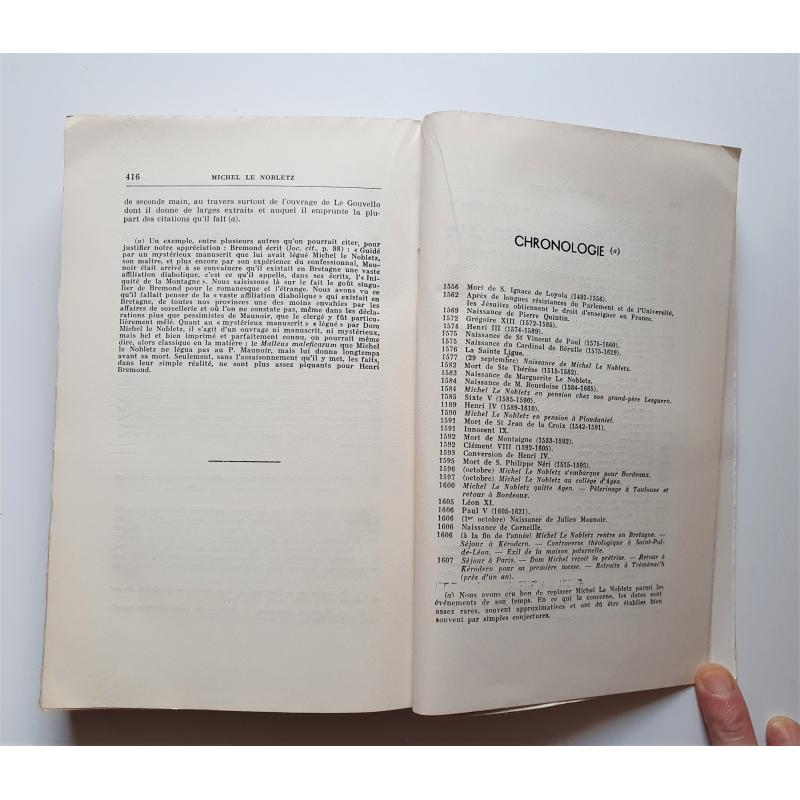 416 MICHEL LE NOBLETZ
de seconde main, au travers surtout de l'ouvrage de Le Gouvello
dont il donne de larges extraits et auquel il emprunte la plu-
part des citations qu'il fait (a).
(a) Un exemple, entre plusieurs autres qu'on pourrait citer, pour
justifier notre appréciation : Bremond écrit (loc. cit., p. 88) : « Guidé
par un mystérieux manuscrit que lui avait légué Michel le Nobletz,
son maître, et plus encore par son expérience du confessionnal, Mau-
noir était arrivé à se convaincre qu'il existait en Bretagne une vaste
affiliation diabolique, c'est ce qu'il appelle, dans ses écrits, l'« Ini-
quité de la Montagne ». Nous saisissons là sur le fait le goût singu-
lier de Bremond pour le romanesque et l'étrange. Nous avons vu ce
qu'il fallait penser de la « vaste affiliation diabolique » qui existait en
Bretagne, de toutes nos provinces une des moins envahies par les
affaires de sorcellerie et où l'on ne constate pas, même dans les décla-
rations plus que pessimistes de Maunoir, que le clergé y fût particu-
lièrement mêlé. Quant au « mystérieux manuscrit » « légué » par Dom
Michel le Nobletz, il s'agit d'un ouvrage ni manuscrit, ni mystérieux,
mais bel et bien imprimé et parfaitement connu, on pourrait même
dire, alors classique en la matière : le Malleus maleficarum que Michel
le Nobletz ne légua pas au P. Maunoir, mais lui donna longtemps
avant sa mort. Seulement, sans l'assaisonnement qu'il y met, les faits,
dans leur simple réalité, ne sont plus assez piquants pour Henri
Bremond.
CHRONOLOGIE (a)
1556 Mort de S. Ignace de Loyola (1491-1556).
1562 Après de longues résistances du Parlement et de l'Université,
les Jésuites obtiennent le droit d'enseigner en France.
1569 Naissance de Pierre Quintin.
1572 Grégoire XIII (1572-1585).
1574 Henri III (1574-1589).
1575 Naissance de St Vincent de Paul (1575-1660).
1575 Naissance du Cardinal de Bérulle (1575-1629).
1576 La Sainte Ligue.
1577 (29 septembre) Naissance de Michel Le Nobletz.
1582 Mort de Ste Thérèse (1515-1582).
1583 Naissance de Marguerite Le Nobletz.
1584 Naissance de M. Bourdoise (1584-1665).
1584 Michel Le Nobletz en pension chez son grand-père Lesguern.
1585 Sixte V (1585-1590).
1189 Henri IV (1589-1610).
1590 Michel Le Nobletz en pension à Ploudaniel.
1591 Mort de St Jean de la Croix (1542-1591).
1591 Innocent IX.
1592 Mort de Montaigne (1533-1592).
1592 Clément VIII (1592-1605).
1593 Conversion de Henri IV.
1595 Mort de S. Philippe Néri (1515-1595).
1596 (octobre) Michel Le Nobletz s'embarque pour Bordeaux.
1597 (octobre) Michel Le Nobletz au collège d'Agen.
1600 Michel Le Nobletz quitte Agen. — Pèlerinage à Toulouse et
retour à Bordeaux.
1605 Léon XI.
1606 Paul V (1605-1621).
1606 (1er octobre) Naissance de Julien Maunoir.
1606 Naissance de Corneille.
1606 (à la fin de l'année) Michel Le Nobletz rentre en Bretagne. —
Séjour à Kérodern. — Controverse théologique à Saint-Pol-
de-Léon. — Exil de la maison paternelle.
1607 Séjour à Paris. — Dom Michel reçoit la prêtrise. — Retour à
Kérodern pour sa première messe. — Retraite à Tréménac'h
(près d'un an).
(a) Nous avons cru bon de replacer Michel Le Nobletz parmi les
événements de son temps. En ce qui le concerne, les dates sont
assez rares, souvent approximatives et ont dû être établies bien
souvent par simples conjectures.